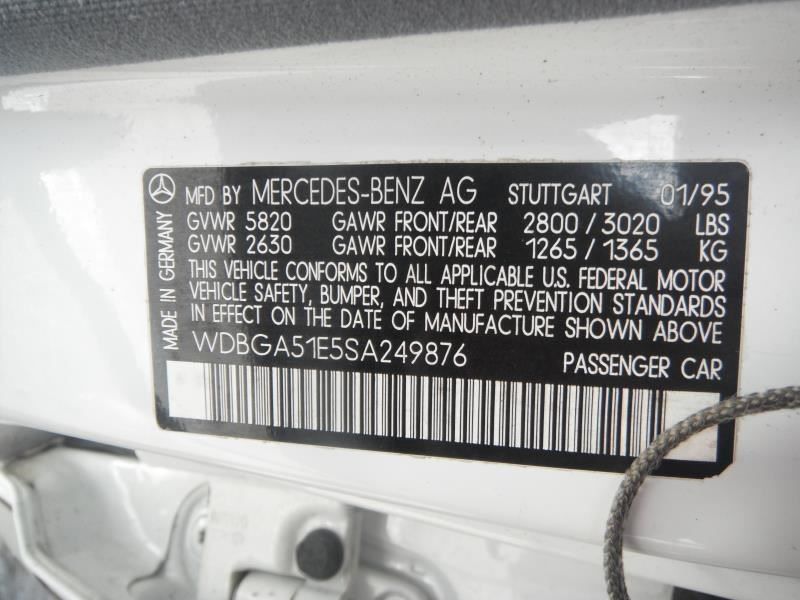 MADE IN GERMANY
MFD BY MERCEDES-BENZ AG STUTTGART 01/95
GVWR 5820 GAWR FRONT/REAR 2800/3020 LBS
GVWR 2630 GAWR FRONT/REAR 1265/1365 KG
THIS VEHICLE CONFORMS TO ALL APPLICABLE U.S. FEDERAL MOTOR
VEHICLE SAFETY, BUMPER, AND THEFT PREVENTION STANDARDS
IN EFFECT ON THE DATE OF MANUFACTURE SHOWN ABOVE
WDBGA51E5SA249876 PASSENGER CAR